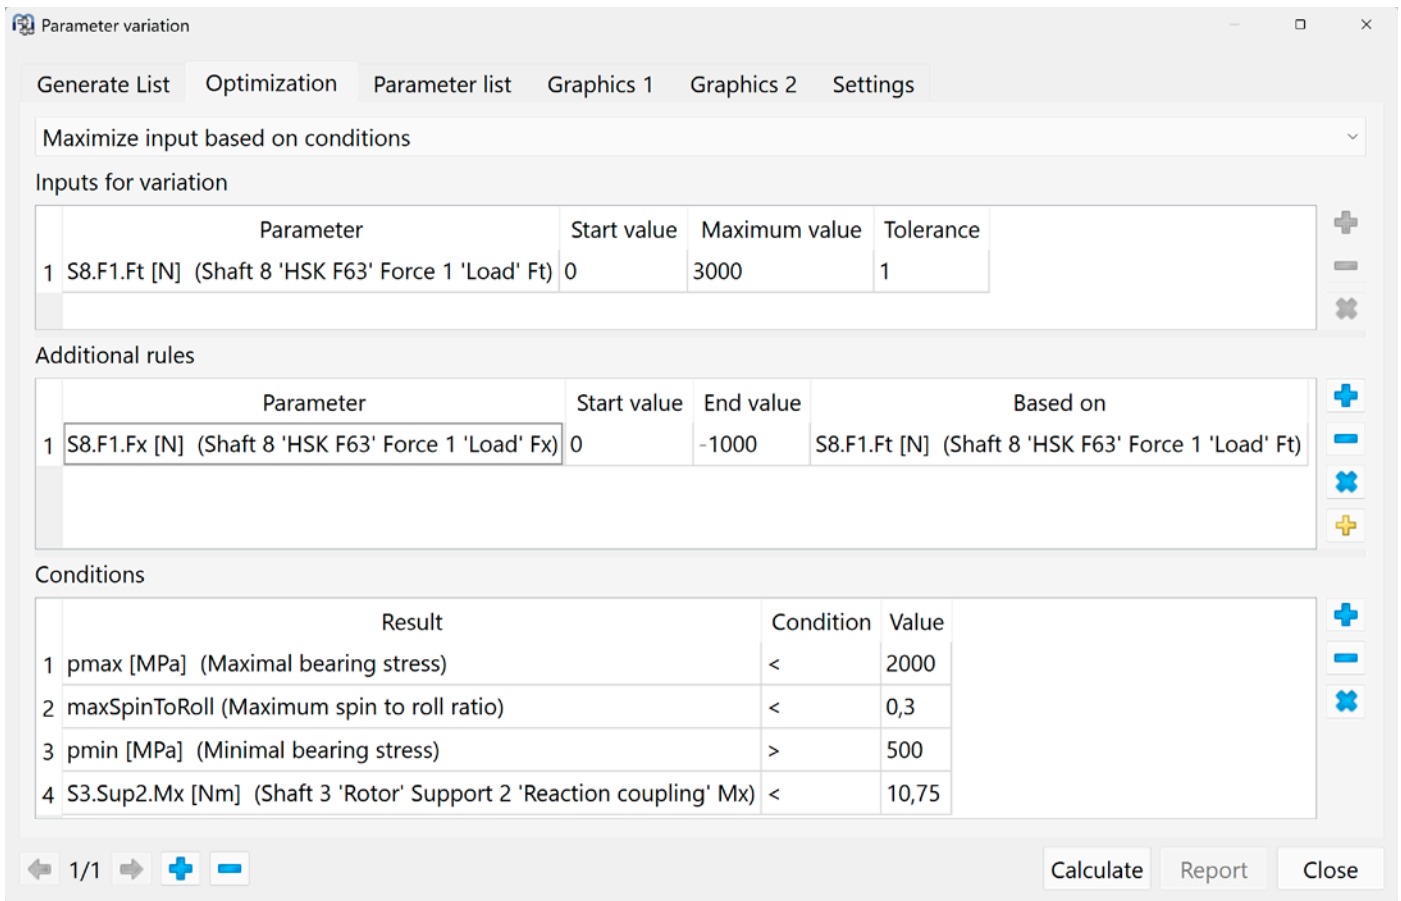 Parameter variation
Generate List Optimization Parameter list Graphics 1 Graphics 2 Settings
Maximize input based on conditions
Inputs for variation
Parameter Start value Maximum value Tolerance
1 S8.F1.Ft [N] (Shaft 8 'HSK F63' Force 1 'Load' Ft) 0 3000 1
Additional rules
Parameter Start value End value Based on
1 S8.F1.Fx [N] (Shaft 8 'HSK F63' Force 1 'Load' Fx) 0 -1000 S8.F1.Ft [N] (Shaft 8 'HSK F63' Force 1 'Load' Ft)
Conditions
Result Condition Value
1 pmax [MPa] (Maximal bearing stress) < 2000
2 maxSpinToRoll (Maximum spin to roll ratio) < 0,3
3 pmin [MPa] (Minimal bearing stress) > 500
4 S3.Sup2.Mx [Nm] (Shaft 3 'Rotor' Support 2 'Reaction coupling' Mx) < 10,75
1/1 Calculate Report Close